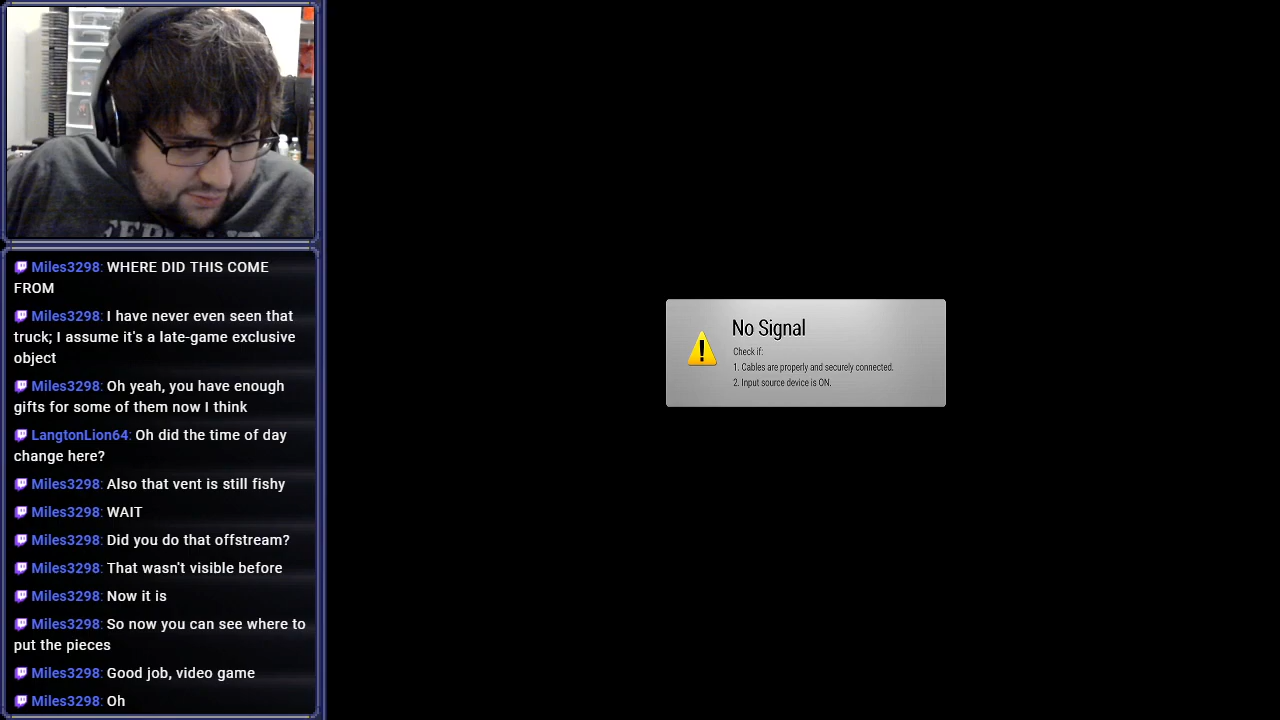 Miles3298: WHERE DID THIS COME
FROM
Miles3298: I have never even seen that
truck; I assume it's a late-game exclusive
object
Miles3298: Oh yeah, you have enough
gifts for some of them now I think
LangtonLion64: Oh did the time of day
change here?
Miles3298: Also that vent is still fishy
Miles3298: WAIT
Miles3298: Did you do that offstream?
Miles3298: That wasn't visible before
Miles3298: Now it is
Miles3298: So now you can see where to
put the pieces
Miles3298: Good job, video game
Miles3298: Oh
No Signal
Check if:
1. Cables are properly and securely connected.
2. Input source device is ON.